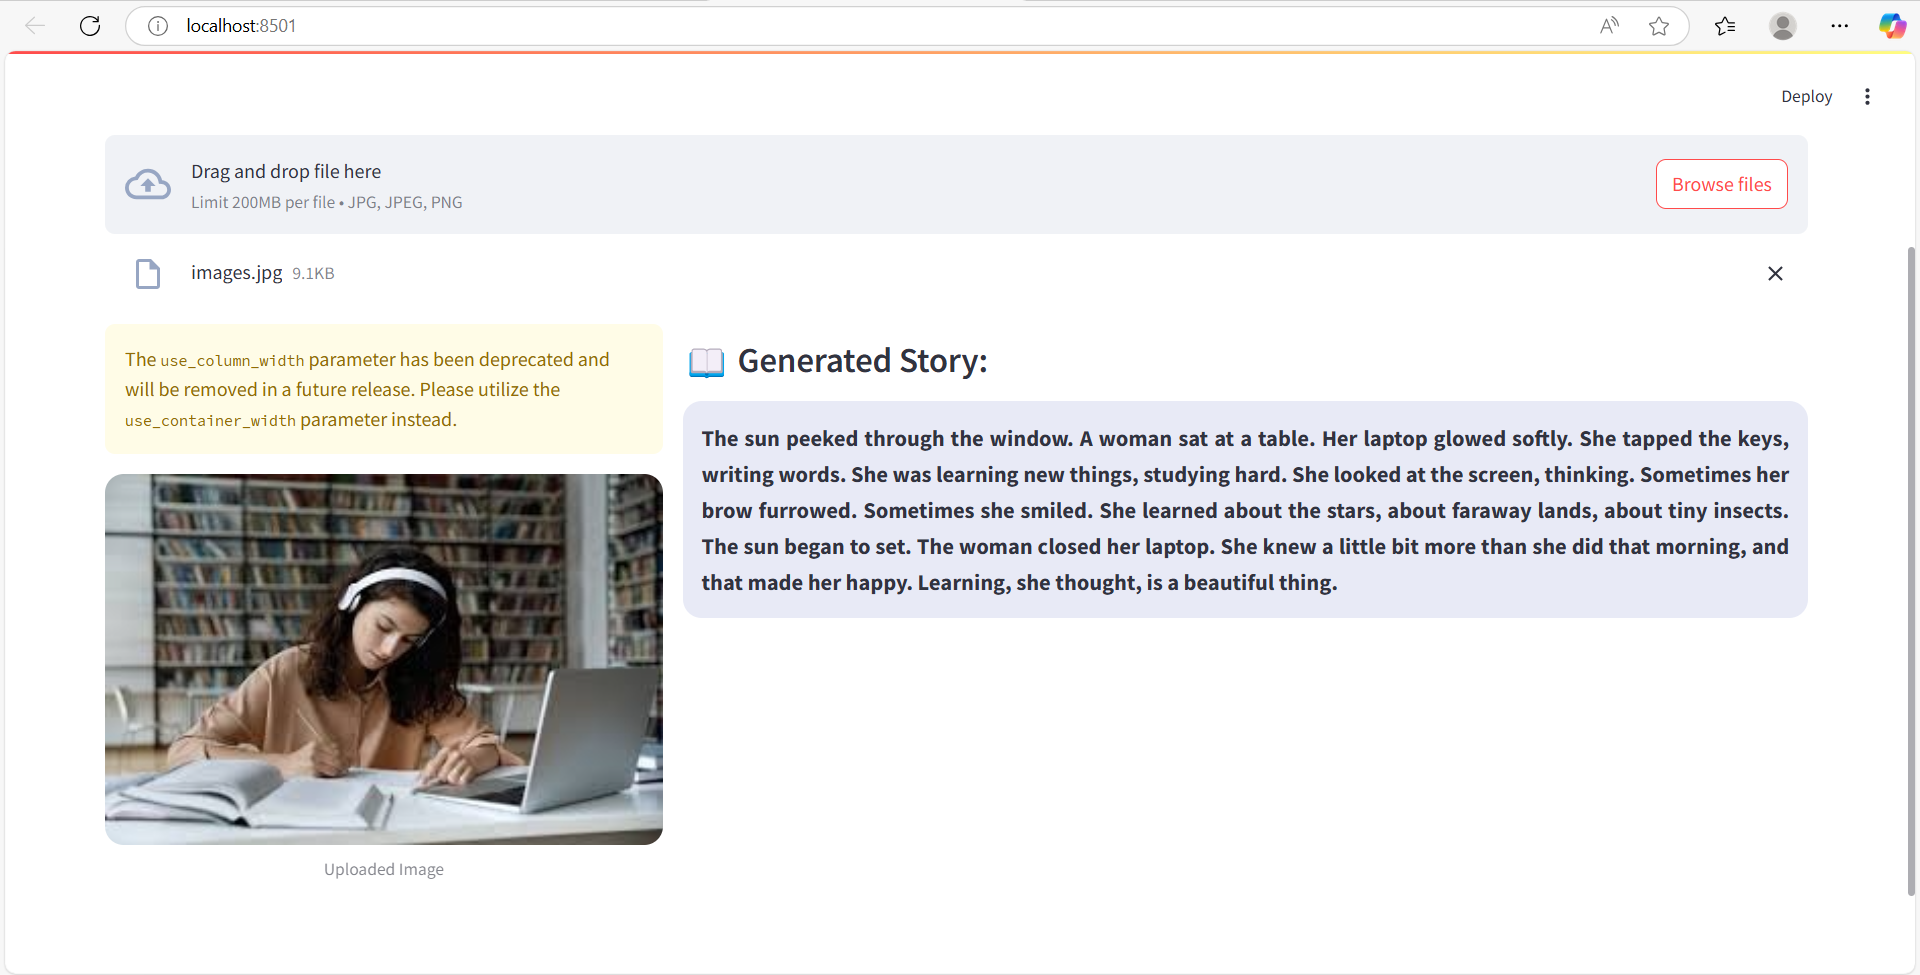 localhost:8501
Deploy
Drag and drop file here
Limit 200MB per file • JPG, JPEG, PNG
Browse files
images.jpg 9.1KB
The use_column_width parameter has been deprecated and
will be removed in a future release. Please utilize the
use_container_width parameter instead.
Uploaded Image
📖 Generated Story:
The sun peeked through the window. A woman sat at a table. Her laptop glowed softly. She tapped the keys,
writing words. She was learning new things, studying hard. She looked at the screen, thinking. Sometimes her
brow furrowed. Sometimes she smiled. She learned about the stars, about faraway lands, about tiny insects.
The sun began to set. The woman closed her laptop. She knew a little bit more than she did that morning, and
that made her happy. Learning, she thought, is a beautiful thing.